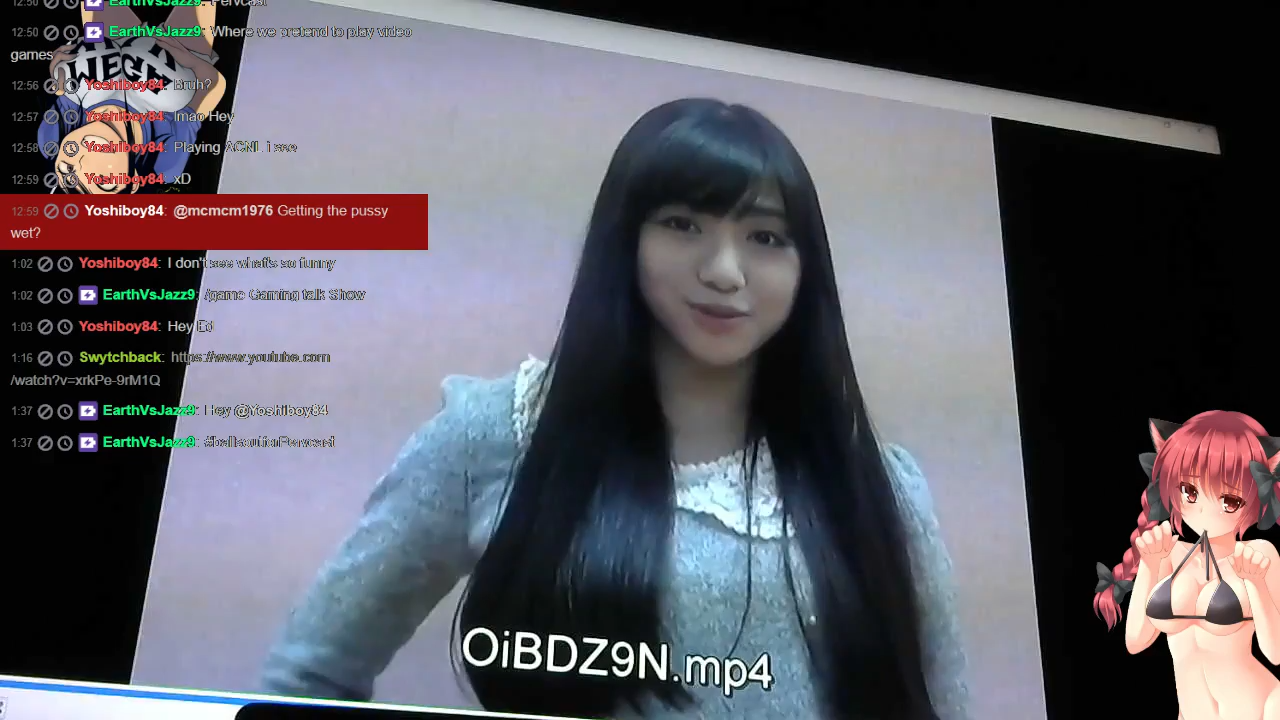 12:50 EarthVsJazz9: Pervcast
12:50 EarthVsJazz9: Where we pretend to play video
games
12:56 Yoshiboy84: Bruh?
12:57 Yoshiboy84: lmao Hey
12:58 Yoshiboy84: Playing ACNL i see
12:59 Yoshiboy84: xD
12:59 Yoshiboy84: @mcmcm1976 Getting the pussy
wet?
1:02 Yoshiboy84: I don't see what's so funny
1:02 EarthVsJazz9: /game Gaming talk Show
1:03 Yoshiboy84: Hey Ed
1:16 Swytchback: https://www.youtube.com
/watch?v=xrkPe-9rM1Q
1:37 EarthVsJazz9: Hey @Yoshiboy84
1:37 EarthVsJazz9:
OiBDZ9N.mp4